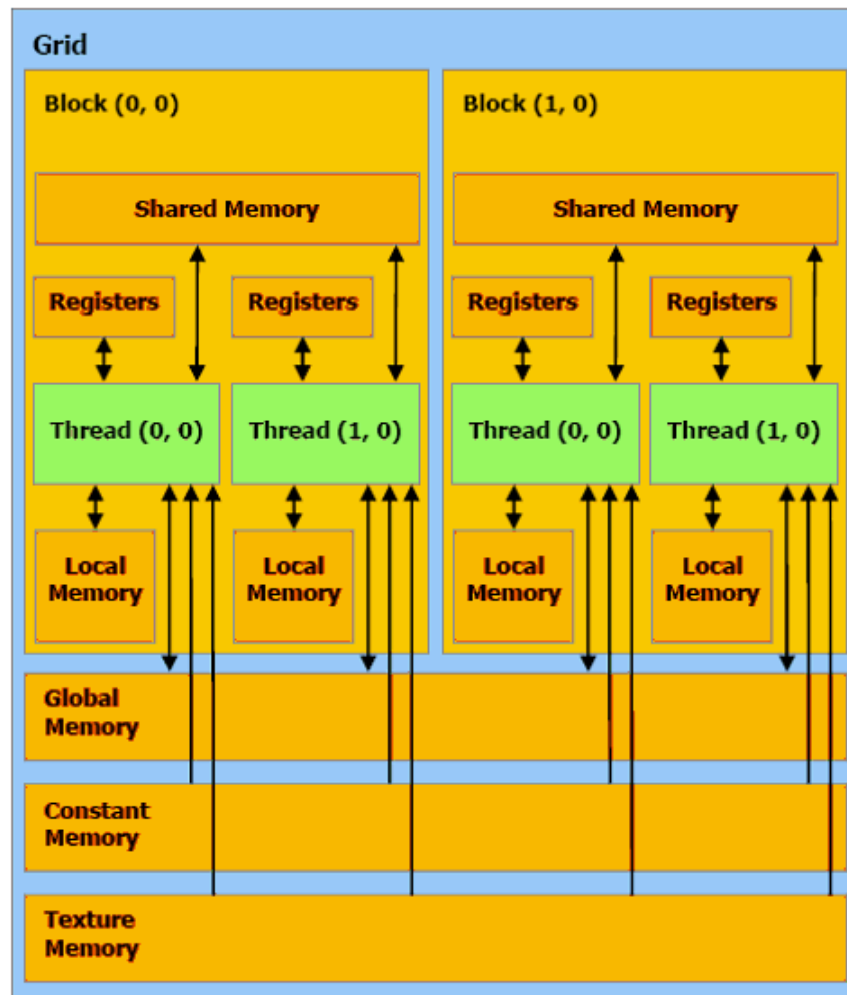 Grid
Block (0, 0)
Block (1, 0)
Shared Memory
Shared Memory
Registers
Registers
Registers
Registers
Thread (0, 0)
Thread (1, 0)
Thread (0, 0)
Thread (1, 0)
Local
Memory
Local
Memory
Local
Memory
Local
Memory
Global
Memory
Constant
Memory
Texture
Memory